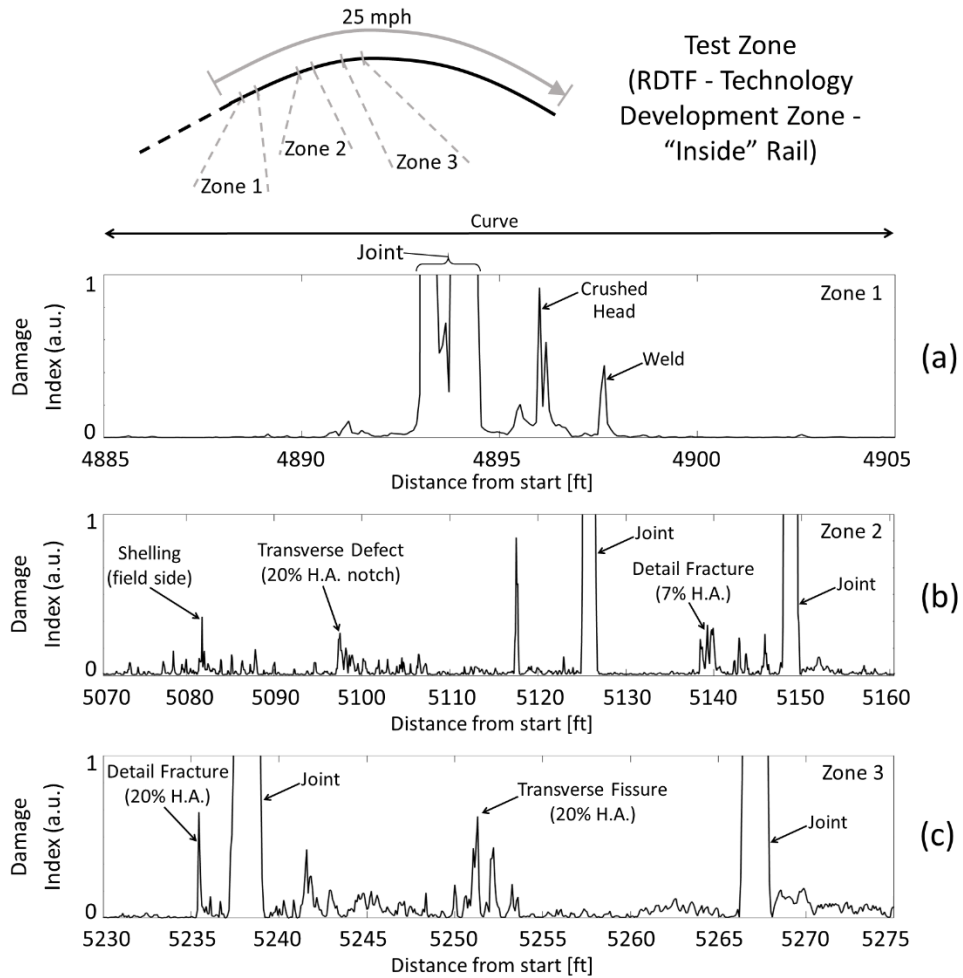 25 mph
Test Zone
(RDTF - Technology
Development Zone -
“Inside” Rail)
Zone 1
Zone 2
Zone 3
Curve
Joint
Zone 1
Crushed
Head
Weld
Damage
Index (a.u.)
1
0
4885 4890 4895 4900 4905
Distance from start [ft]
(a)
Zone 2
Shelling
(field side)
Transverse Defect
(20% H.A. notch)
Joint
Detail Fracture
(7% H.A.)
Joint
Damage
Index (a.u.)
1
0
5070 5080 5090 5100 5110 5120 5130 5140 5150 5160
Distance from start [ft]
(b)
Zone 3
Detail Fracture
(20% H.A.)
Joint
Transverse Fissure
(20% H.A.)
Joint
Damage
Index (a.u.)
1
0
5230 5235 5240 5245 5250 5255 5260 5265 5270 5275
Distance from start [ft]
(c)